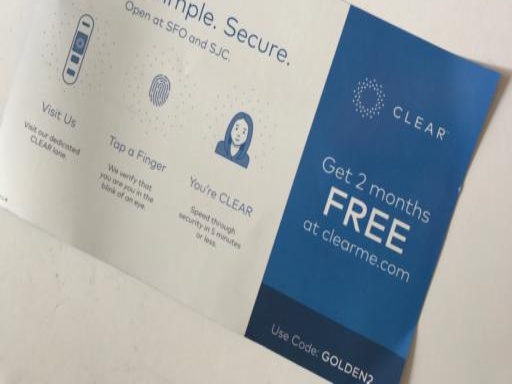 Simple. Secure.
Open at SFO and SJC.
Visit Us
Visit our dedicated
CLEAR lane.
Tap a Finger
We verify that
you are you in the
blink of an eye.
You're CLEAR
Speed through
security in 5 minutes
or less.
CLEAR
Get 2 months
FREE
at clearme.com
Use Code: GOLDEN2